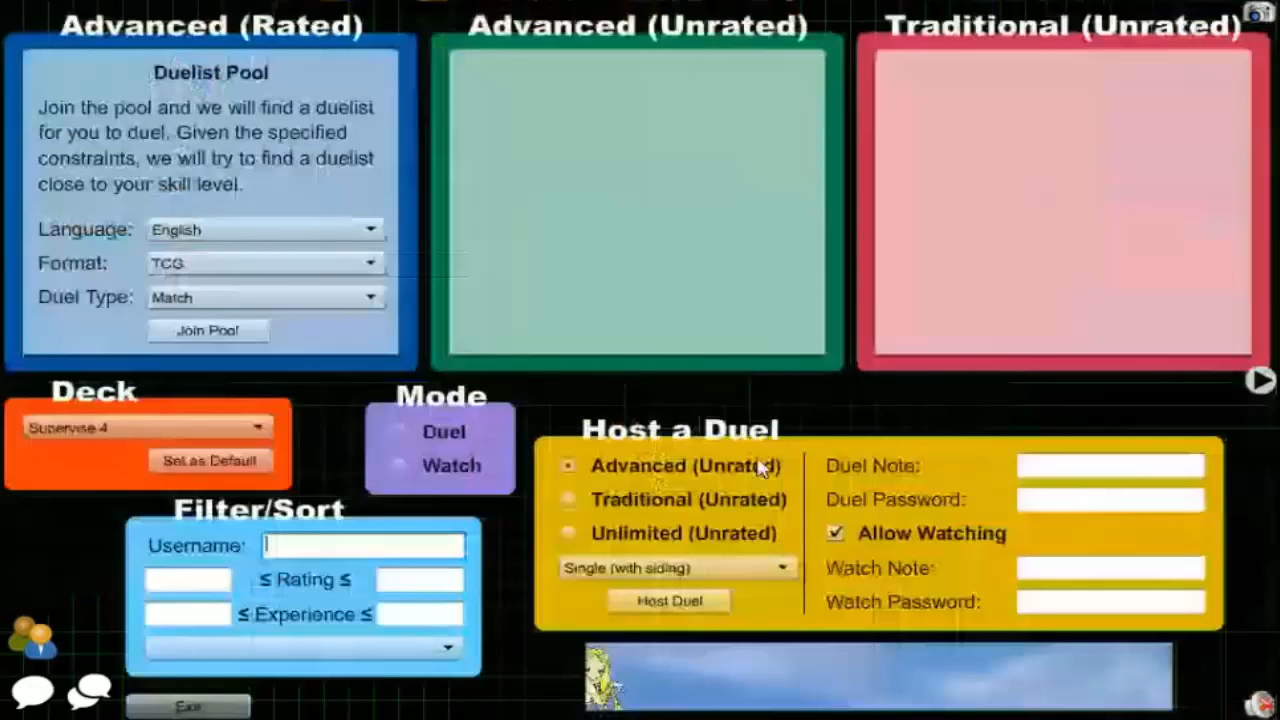 Advanced (Rated)
Duelist Pool
Join the pool and we will find a duelist
for you to duel. Given the specified
constraints, we will try to find a duelist
close to your skill level.
Language: English
Format: TCG
Duel Type: Match
Join Pool
Advanced (Unrated)
Traditional (Unrated)
Deck
Supervise 4
Set as Default
Mode
Duel
Watch
Filter/Sort
Username:
≤ Rating ≤
≤ Experience ≤
Exit
Host a Duel
Advanced (Unrated)
Traditional (Unrated)
Unlimited (Unrated)
Single (with siding)
Host Duel
Duel Note:
Duel Password:
Allow Watching
Watch Note:
Watch Password: